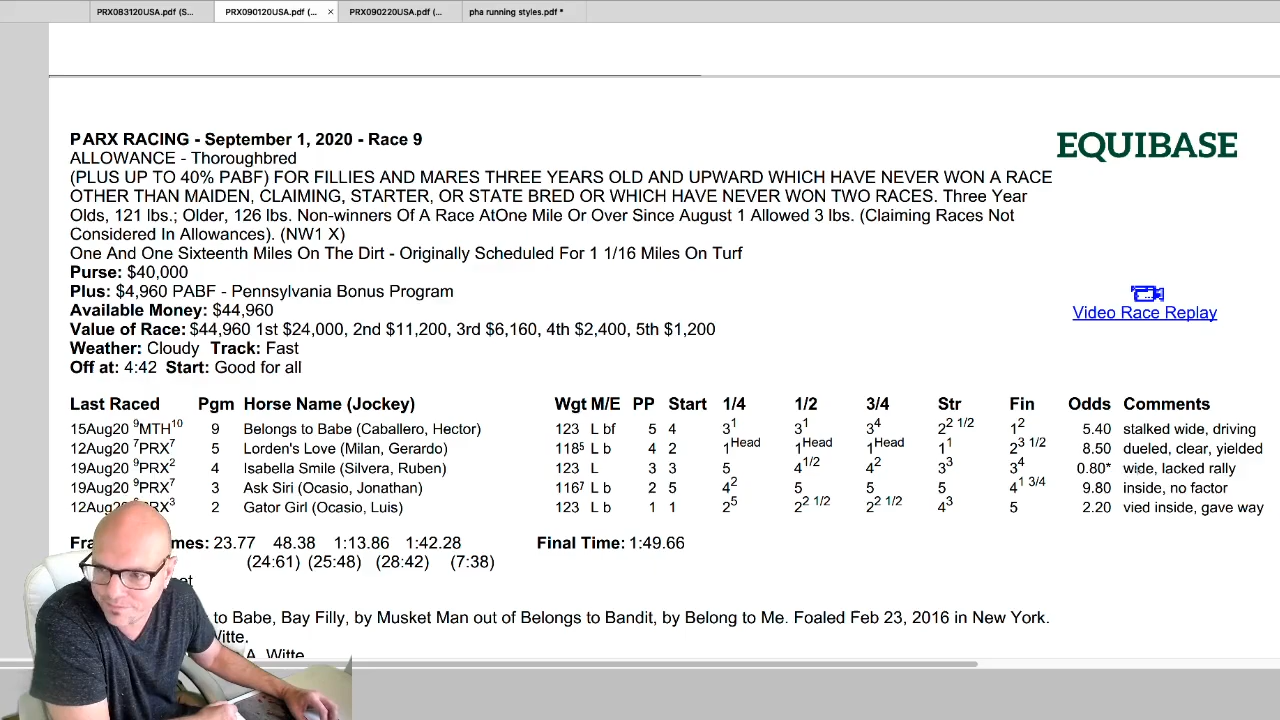 PRX083120USA.pdf (S...
PRX090120USA.pdf (... ×
PRX090220USA.pdf (...
pha running styles.pdf *
PARX RACING - September 1, 2020 - Race 9
EQUIBASE
ALLOWANCE - Thoroughbred
(PLUS UP TO 40% PABF) FOR FILLIES AND MARES THREE YEARS OLD AND UPWARD WHICH HAVE NEVER WON A RACE
OTHER THAN MAIDEN, CLAIMING, STARTER, OR STATE BRED OR WHICH HAVE NEVER WON TWO RACES. Three Year
Olds, 121 lbs.; Older, 126 lbs. Non-winners Of A Race AtOne Mile Or Over Since August 1 Allowed 3 lbs. (Claiming Races Not
Considered In Allowances). (NW1 X)
One And One Sixteenth Miles On The Dirt - Originally Scheduled For 1 1/16 Miles On Turf
Purse: $40,000
Plus: $4,960 PABF - Pennsylvania Bonus Program
Available Money: $44,960
Video Race Replay
Value of Race: $44,960 1st $24,000, 2nd $11,200, 3rd $6,160, 4th $2,400, 5th $1,200
Weather: Cloudy Track: Fast
Off at: 4:42 Start: Good for all
Last Raced Pgm Horse Name (Jockey) Wgt M/E PP Start 1/4 1/2 3/4 Str Fin Odds Comments
15Aug20 9MTH10 9 Belongs to Babe (Caballero, Hector) 123 L bf 5 4 31 31 34 22 1/2 12 5.40 stalked wide, driving
12Aug20 7PRX7 5 Lorden's Love (Milan, Gerardo) 1185 L b 4 2 1Head 1Head 1Head 11 23 1/2 8.50 dueled, clear, yielded
19Aug20 9PRX2 4 Isabella Smile (Silvera, Ruben) 123 L 3 3 5 41/2 42 33 34 0.80* wide, lacked rally
19Aug20 9PRX7 3 Ask Siri (Ocasio, Jonathan) 1167 L b 2 5 42 5 5 5 41 3/4 9.80 inside, no factor
12Aug20 RX3 2 Gator Girl (Ocasio, Luis) 123 L b 1 1 25 22 1/2 22 1/2 43 5 2.20 vied inside, gave way
Fra mes: 23.77 48.38 1:13.86 1:42.28 Final Time: 1:49.66
(24:61) (25:48) (28:42) (7:38)
et
to Babe, Bay Filly, by Musket Man out of Belongs to Bandit, by Belong to Me. Foaled Feb 23, 2016 in New York.
Witte.
A. Witte